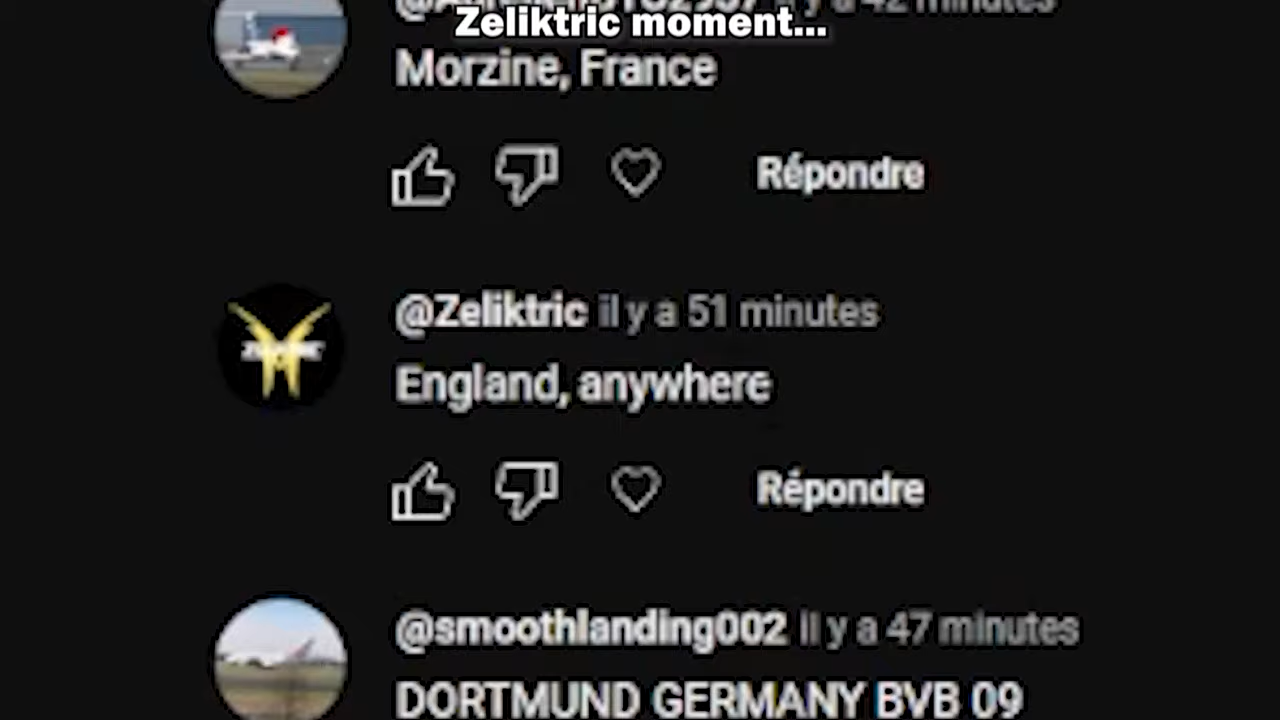 Zeliktric moment...
Morzine, France
Répondre
@Zeliktric il y a 51 minutes
England, anywhere
Répondre
@smoothlanding002 il y a 47 minutes
DORTMUND GERMANY BVB 09